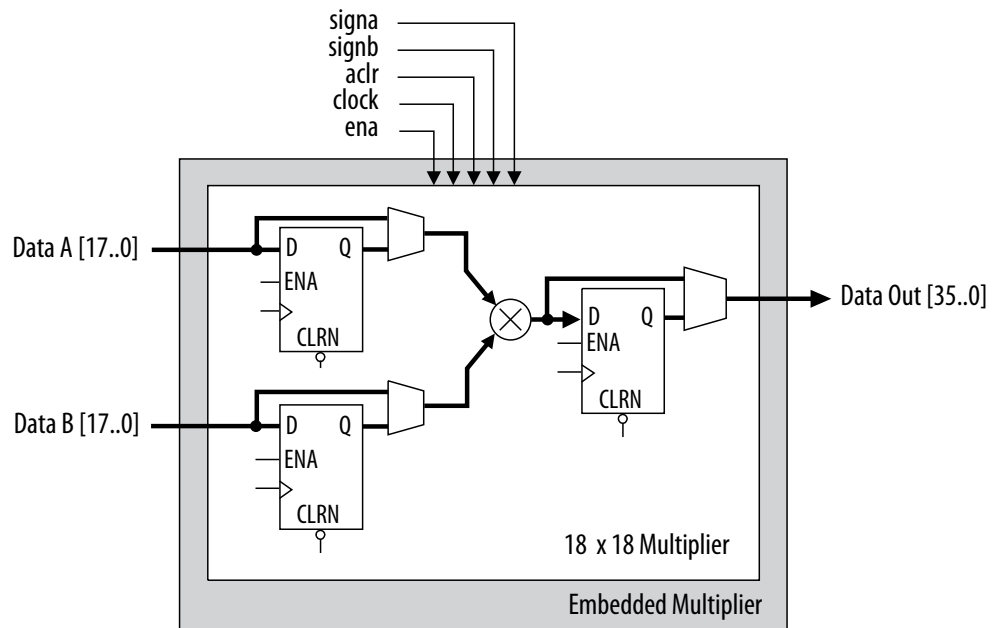 signa
signb
aclr
clock
ena
Data A [17..0]
D Q
ENA
CLRN
Data B [17..0]
D Q
ENA
CLRN
D Q
ENA
CLRN
Data Out [35..0]
18 x 18 Multiplier
Embedded Multiplier